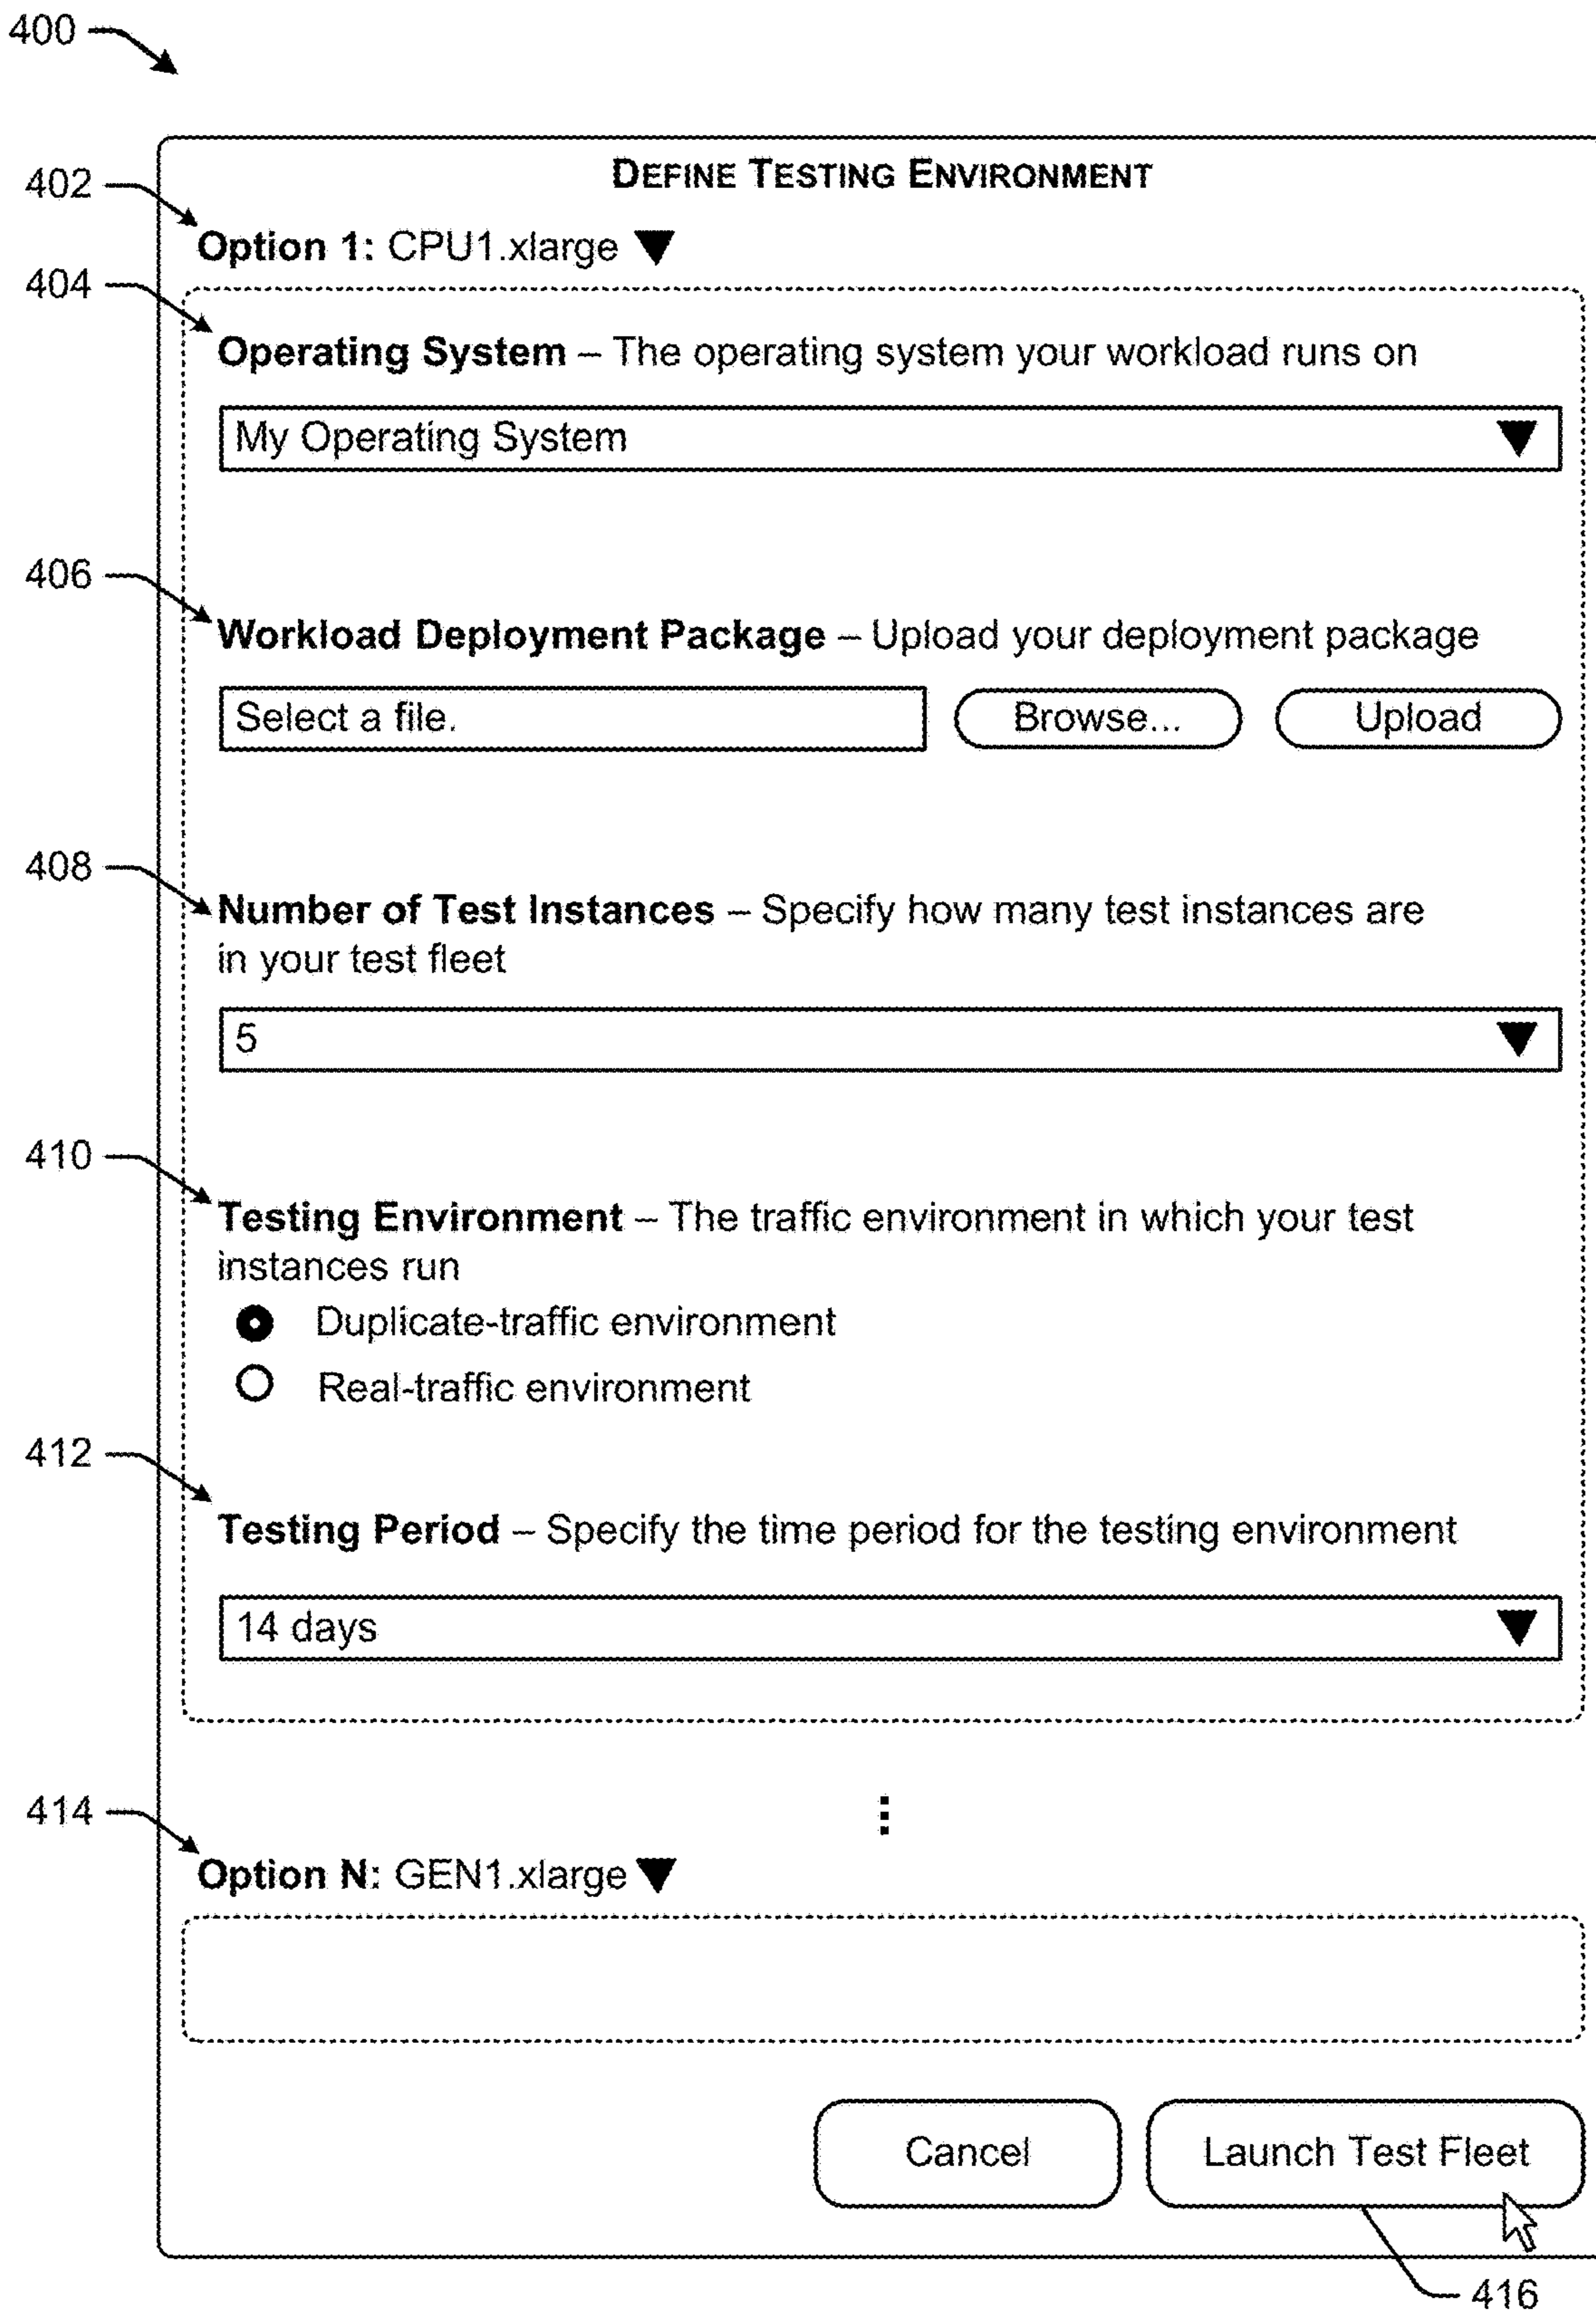 400
DEFINE TESTING ENVIRONMENT
402
Option 1: CPU1.xlarge
404
Operating System – The operating system your workload runs on
My Operating System
406
Workload Deployment Package – Upload your deployment package
Select a file. Browse... Upload
408
Number of Test Instances – Specify how many test instances are
in your test fleet
5
410
Testing Environment – The traffic environment in which your test
instances run
Duplicate-traffic environment
Real-traffic environment
412
Testing Period – Specify the time period for the testing environment
14 days
414
Option N: GEN1.xlarge
Cancel Launch Test Fleet
416